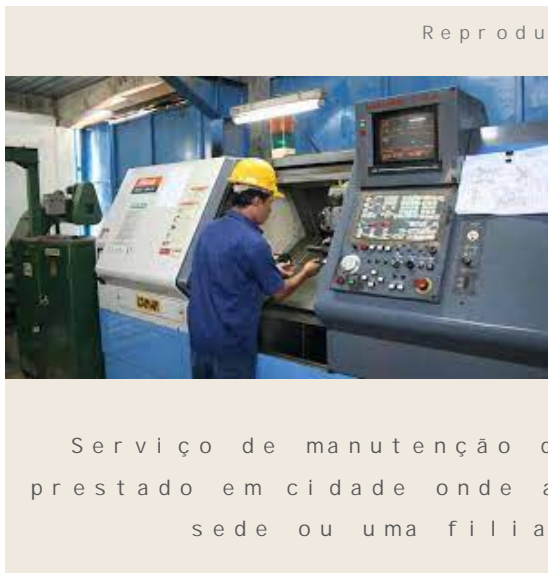 Reprodu
Serviço de manutenção d
prestado em cidade onde a
sede ou uma filia